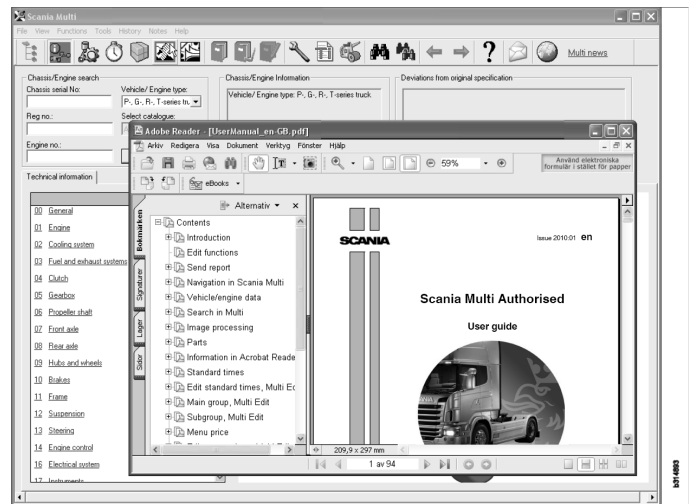 Scania Multi
File View Functions Tools History Notes Help
Multi news
Chassis/Engine search
Chassis serial No:
Vehicle/ Engine type:
P-, G-, R-, T-series tru,
Reg no.:
Select catalogue:
Engine no.:
Chassis/Engine Information
Vehicle/ Engine type: P-, G-, R-, T-series truck
Deviations from original specification
Technical information
00 General
01 Engine
02 Cooling system
03 Fuel and exhaust systems
04 Clutch
05 Gearbox
06 Propeller shaft
07 Front axle
08 Rear axle
09 Hubs and wheels
10 Brakes
11 Frame
12 Suspension
13 Steering
14 Engine control
16 Electrical system
17 Instruments
Adobe Reader - [UserManual_en-GB.pdf]
Arkiv Redigera Visa Dokument Verktyg Fönster Hjälp
59%
Använd elektroniska
formulär i stället för papper
eBooks
Alternativ
Bokmärken
Signaturer
Lager
Sidor
Contents
Introduction
Edit functions
Send report
Navigation in Scania Multi
Vehicle/engine data
Search in Multi
Image processing
Parts
Information in Acrobat Reade
Standard times
Edit standard times, Multi Ec
Main group, Multi Edit
Subgroup, Multi Edit
Menu price
SCANIA
Issue 2010:01 en
Scania Multi Authorised
User guide
209,9 x 297 mm
1 av 94
b314893